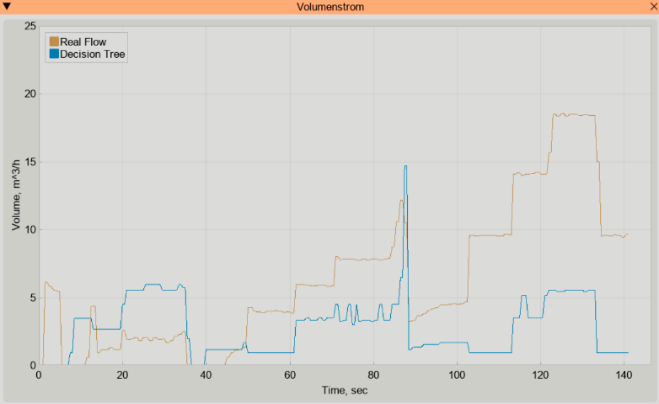 Volumenstrom
25
Real Flow
Decision Tree
20
15
10
5
0
Volume, m^3/h
0 20 40 60 80 100 120 140
Time, sec